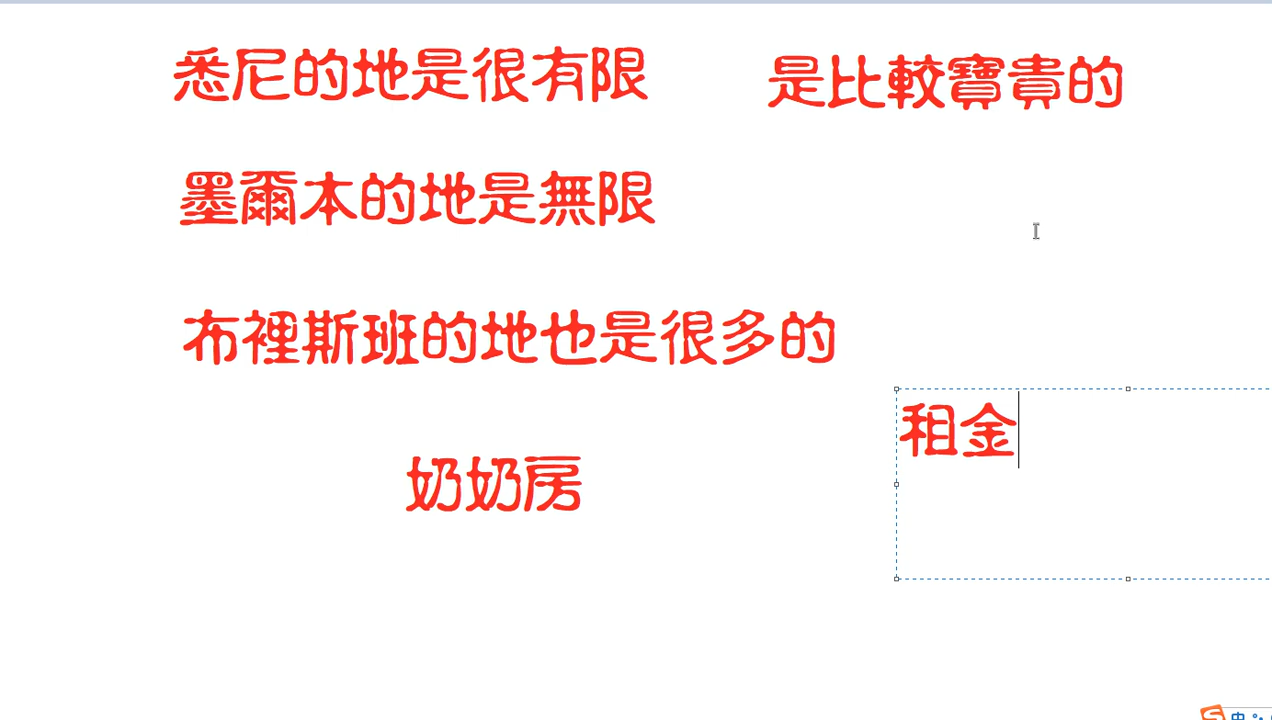 悉尼的地是很有限 是比較寶貴的
墨爾本的地是無限
布裡斯班的地也是很多的
租金
奶奶房